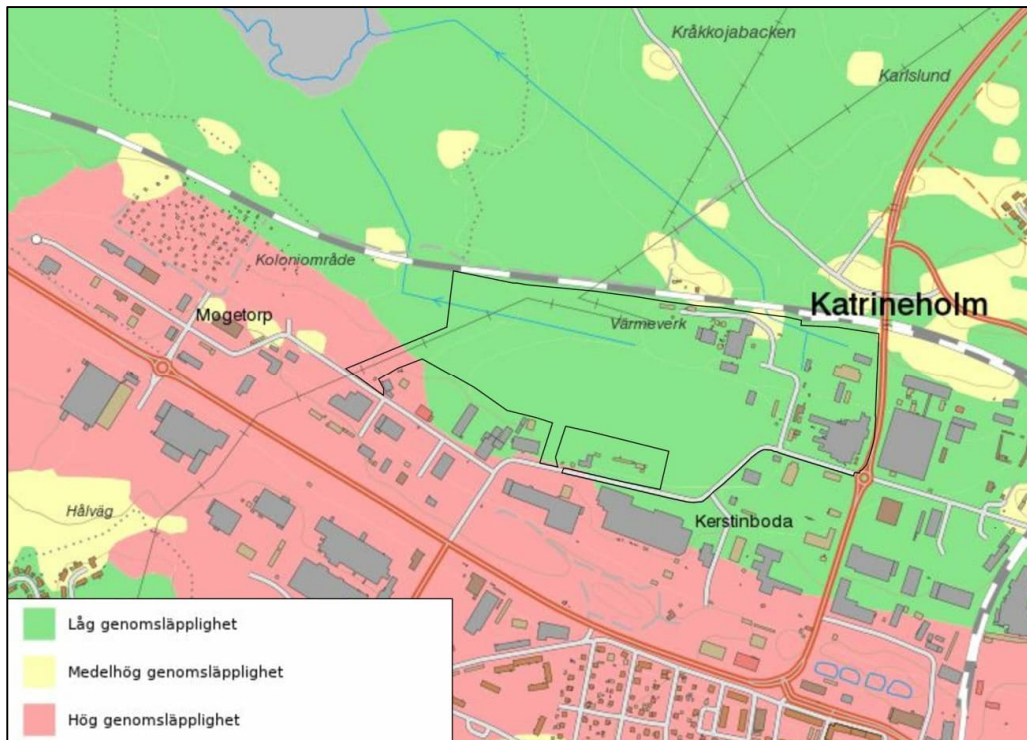 Kråkkojabacken
Karlslund
Koloniområde
Katrineholm
Mogetorp
Värmeverk
Hålväg
Kerstinboda
Låg genomsläpplighet
Medelhög genomsläpplighet
Hög genomsläpplighet